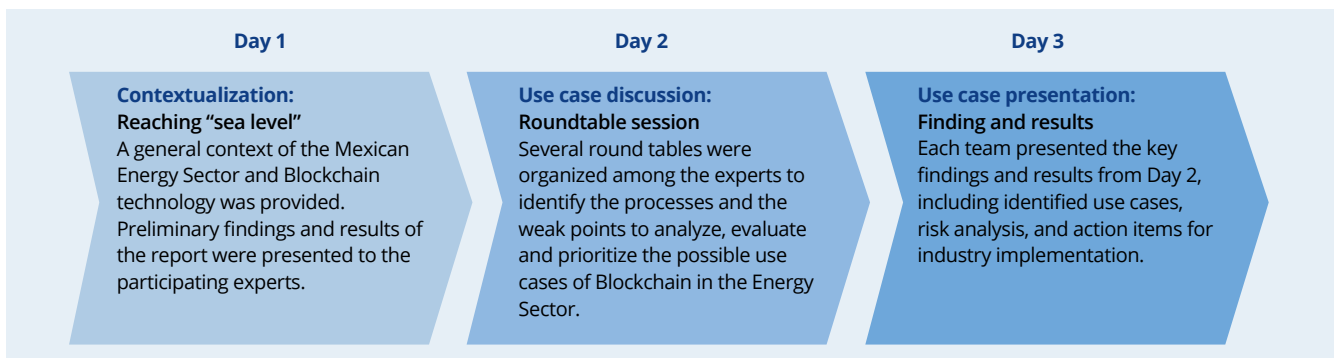 Day 1
Contextualization:
Reaching “sea level”
A general context of the Mexican
Energy Sector and Blockchain
technology was provided.
Preliminary findings and results of
the report were presented to the
participating experts.
Day 2
Use case discussion:
Roundtable session
Several round tables were
organized among the experts to
identify the processes and the
weak points to analyze, evaluate
and prioritize the possible use
cases of Blockchain in the Energy
Sector.
Day 3
Use case presentation:
Finding and results
Each team presented the key
findings and results from Day 2,
including identified use cases,
risk analysis, and action items for
industry implementation.